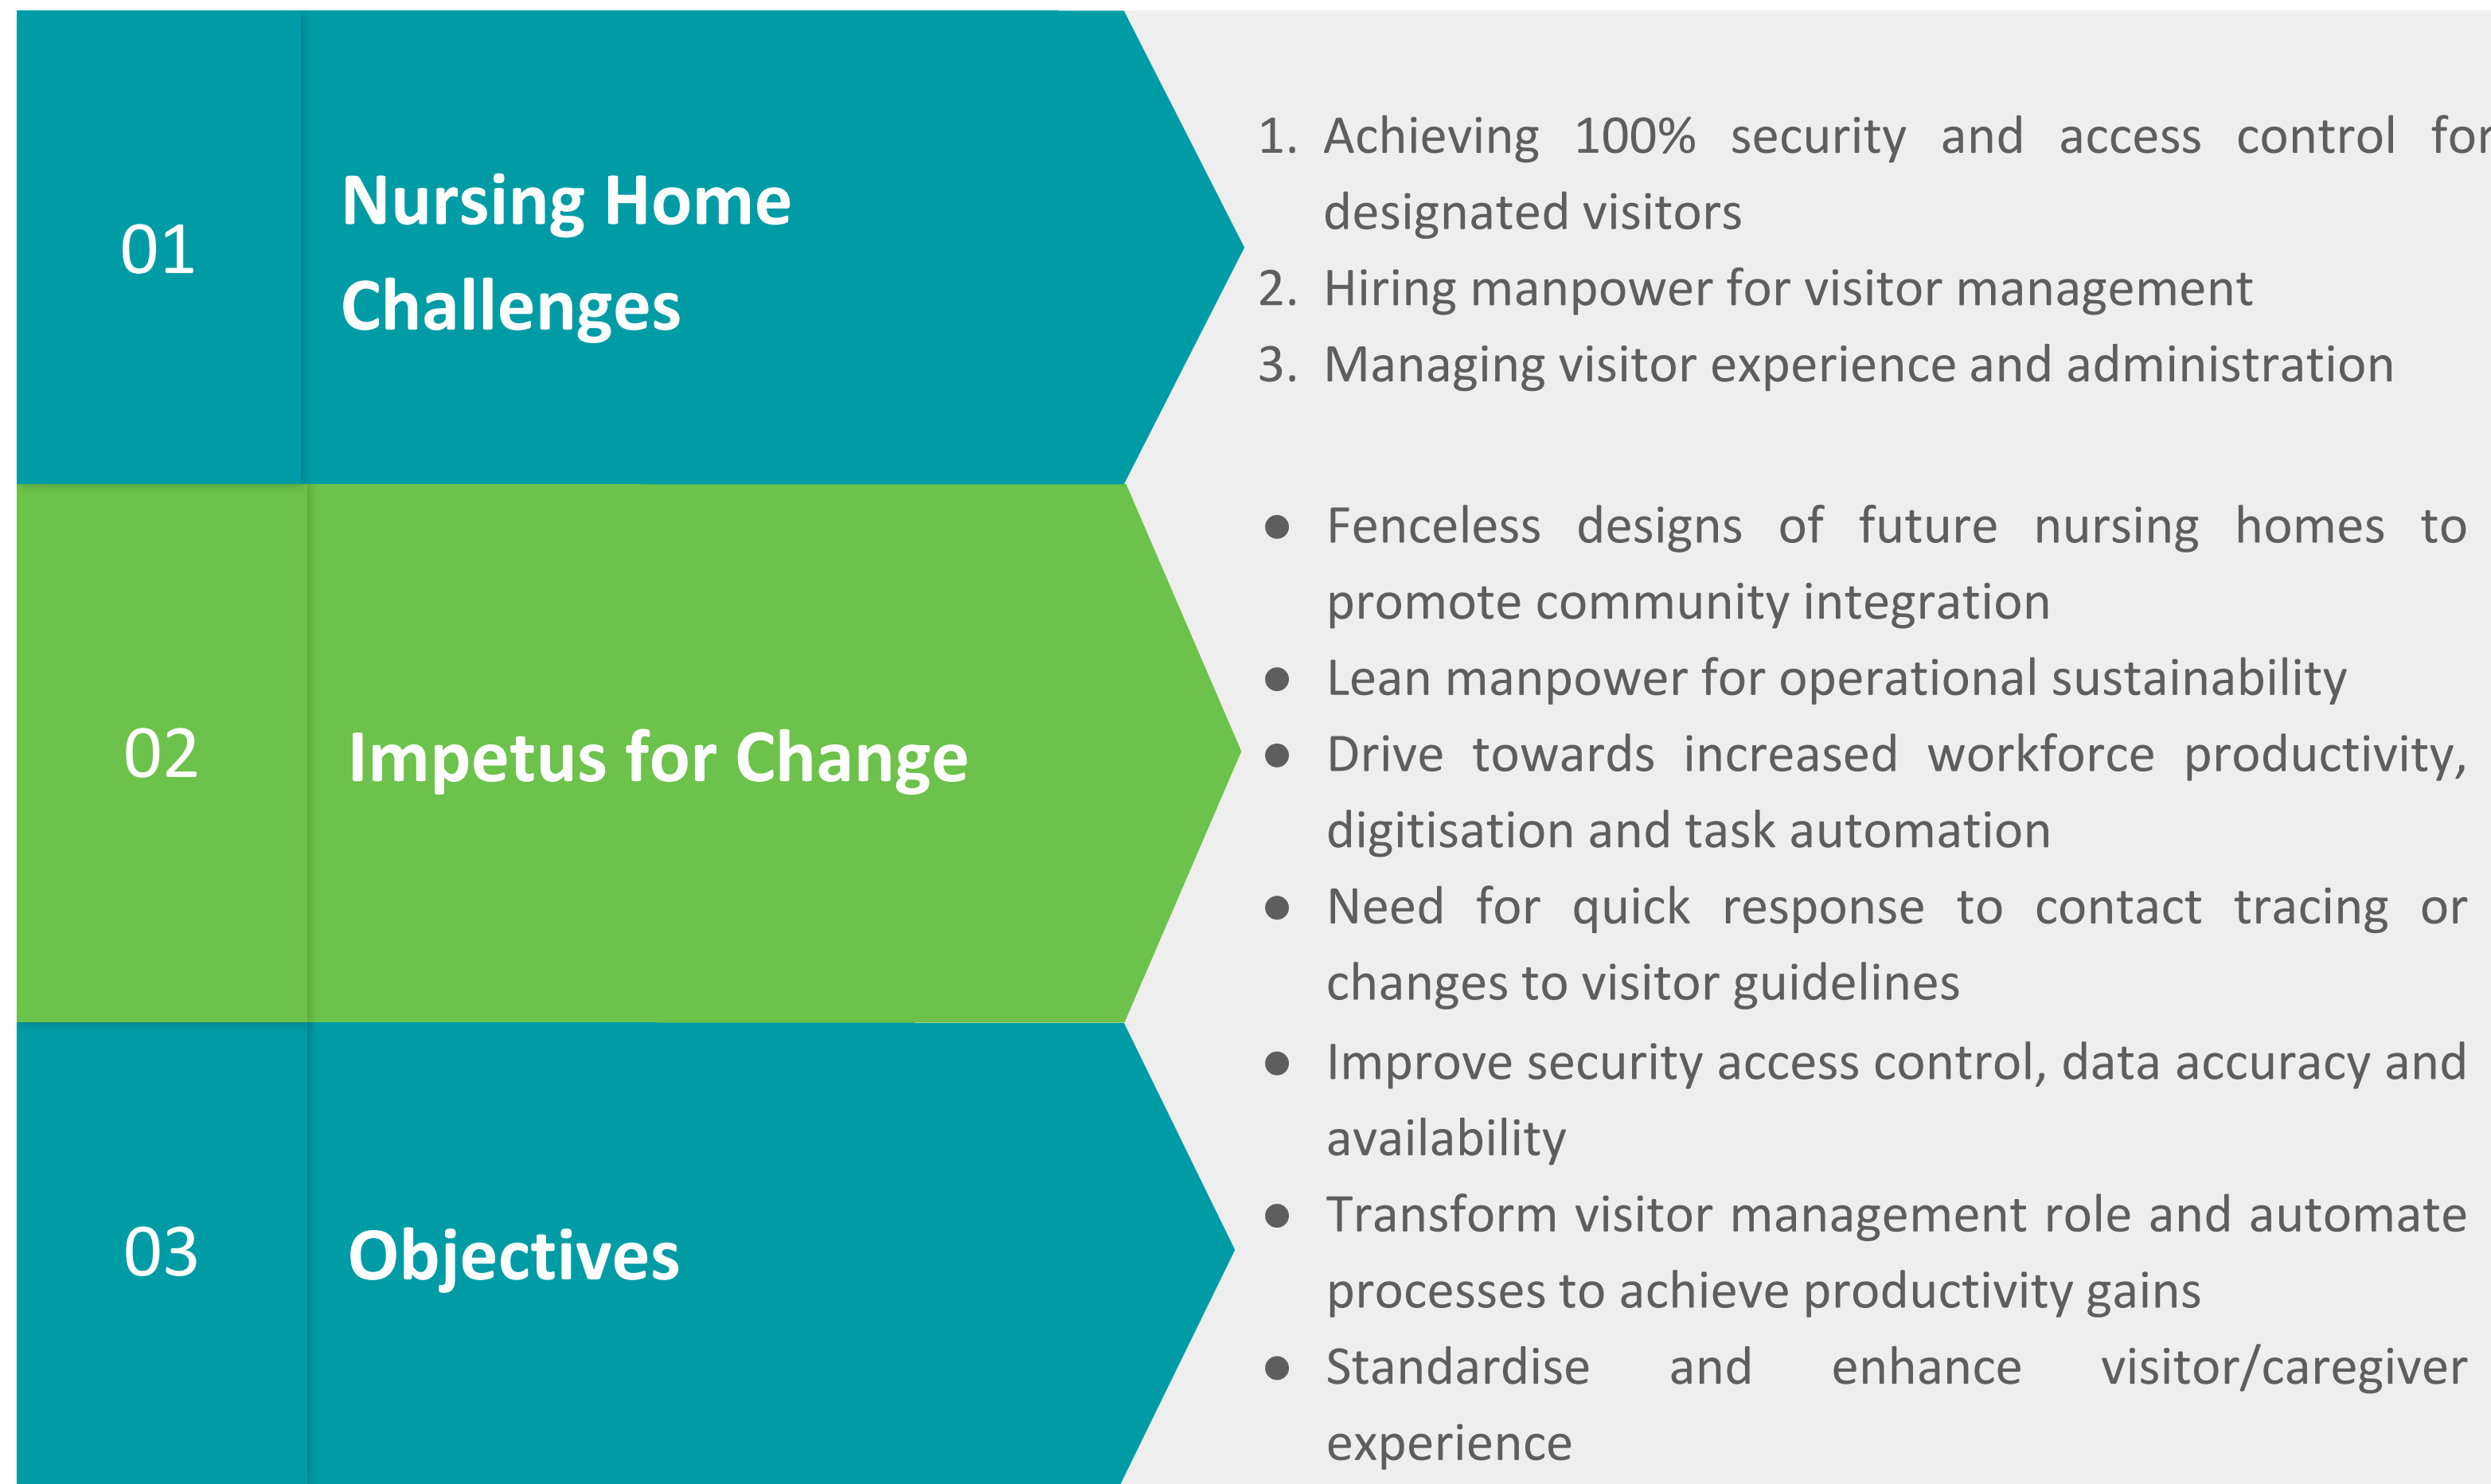 01
Nursing Home
Challenges
1. Achieving 100% security and access control for
designated visitors
2. Hiring manpower for visitor management
3. Managing visitor experience and administration
02
Impetus for Change
● Fenceless designs of future nursing homes to
promote community integration
● Lean manpower for operational sustainability
● Drive towards increased workforce productivity,
digitisation and task automation
● Need for quick response to contact tracing or
changes to visitor guidelines
03
Objectives
● Improve security access control, data accuracy and
availability
● Transform visitor management role and automate
processes to achieve productivity gains
● Standardise and enhance visitor/caregiver
experience